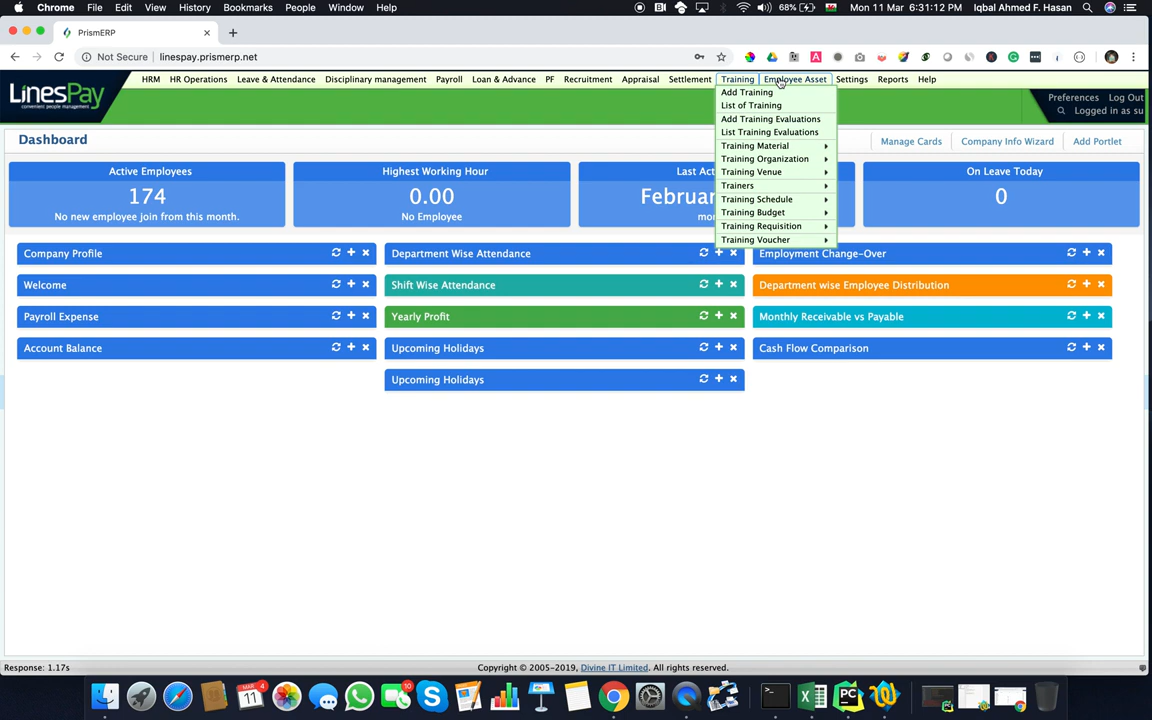 Chrome File Edit View History Bookmarks People Window Help 68% Mon 11 Mar 6:31:12 PM Iqbal Ahmed F. Hasan
PrismERP
Not Secure linespay.prismerp.net
HRM HR Operations Leave & Attendance Disciplinary management Payroll Loan & Advance PF Recruitment Appraisal Settlement Training Employee Asset Settings Reports Help
LinesPay
convenient people management
Preferences Log Out
Logged in as su
Add Training
List of Training
Add Training Evaluations
List Training Evaluations
Training Material
Training Organization
Training Venue
Trainers
Training Schedule
Training Budget
Training Requisition
Training Voucher
Dashboard
Manage Cards Company Info Wizard Add Portlet
Active Employees
174
No new employee join from this month.
Highest Working Hour
0.00
No Employee
Last Act
Februar
mo
On Leave Today
0
Company Profile
Welcome
Payroll Expense
Account Balance
Department Wise Attendance
Shift Wise Attendance
Yearly Profit
Upcoming Holidays
Upcoming Holidays
Employment Change-Over
Department wise Employee Distribution
Monthly Receivable vs Payable
Cash Flow Comparison
Response: 1.17s
Copyright © 2005-2019, Divine IT Limited. All rights reserved.